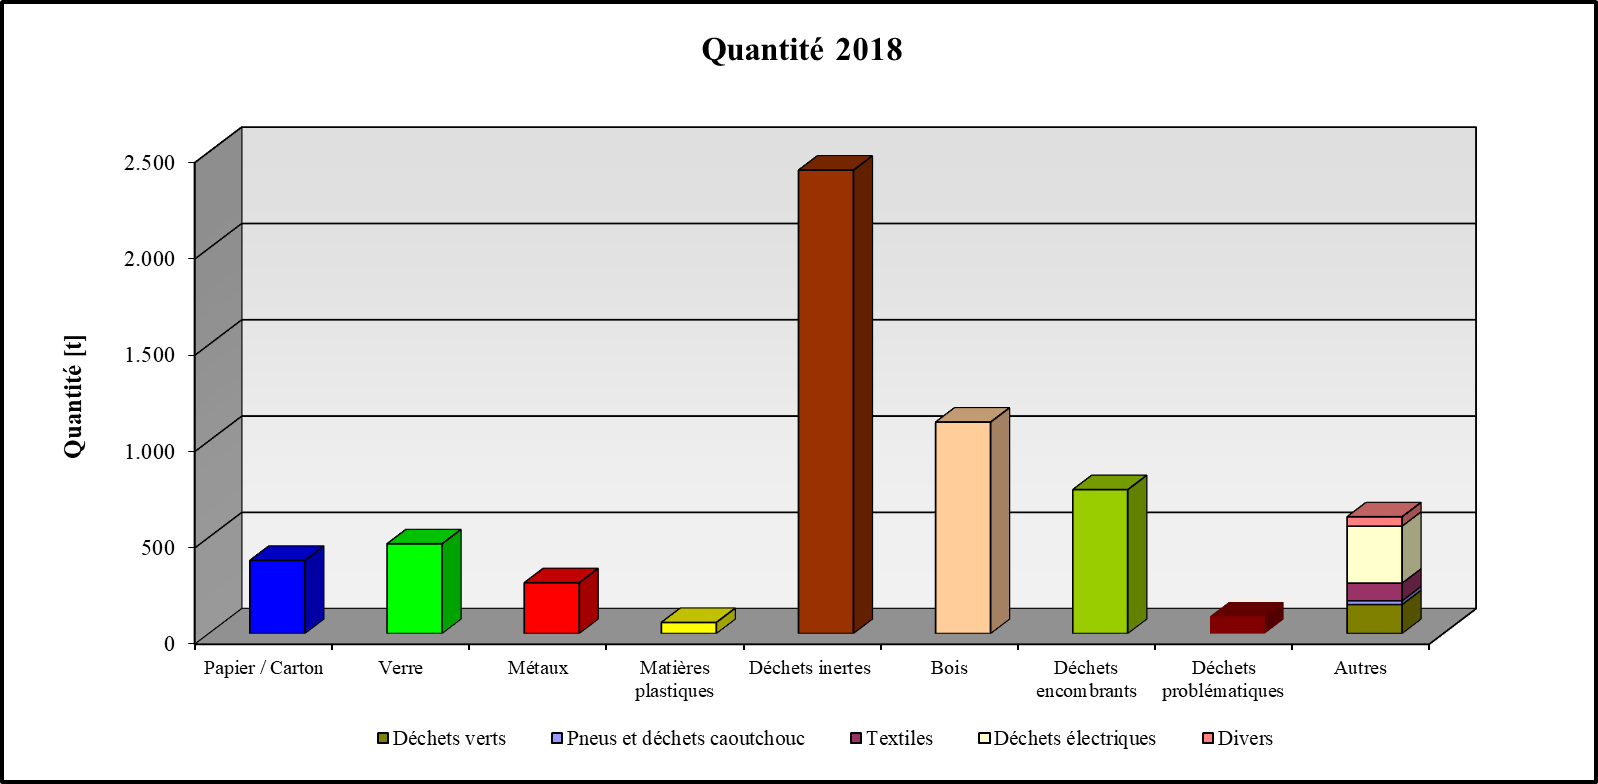 Quantité 2018
Quantité [t]
2.500
2.000
1.500
1.000
500
0
Papier / Carton
Verre
Métaux
Matières
plastiques
Déchets inertes
Bois
Déchets
encombrants
Déchets
problématiques
Autres
Déchets verts
Pneus et déchets caoutchouc
Textiles
Déchets électriques
Divers